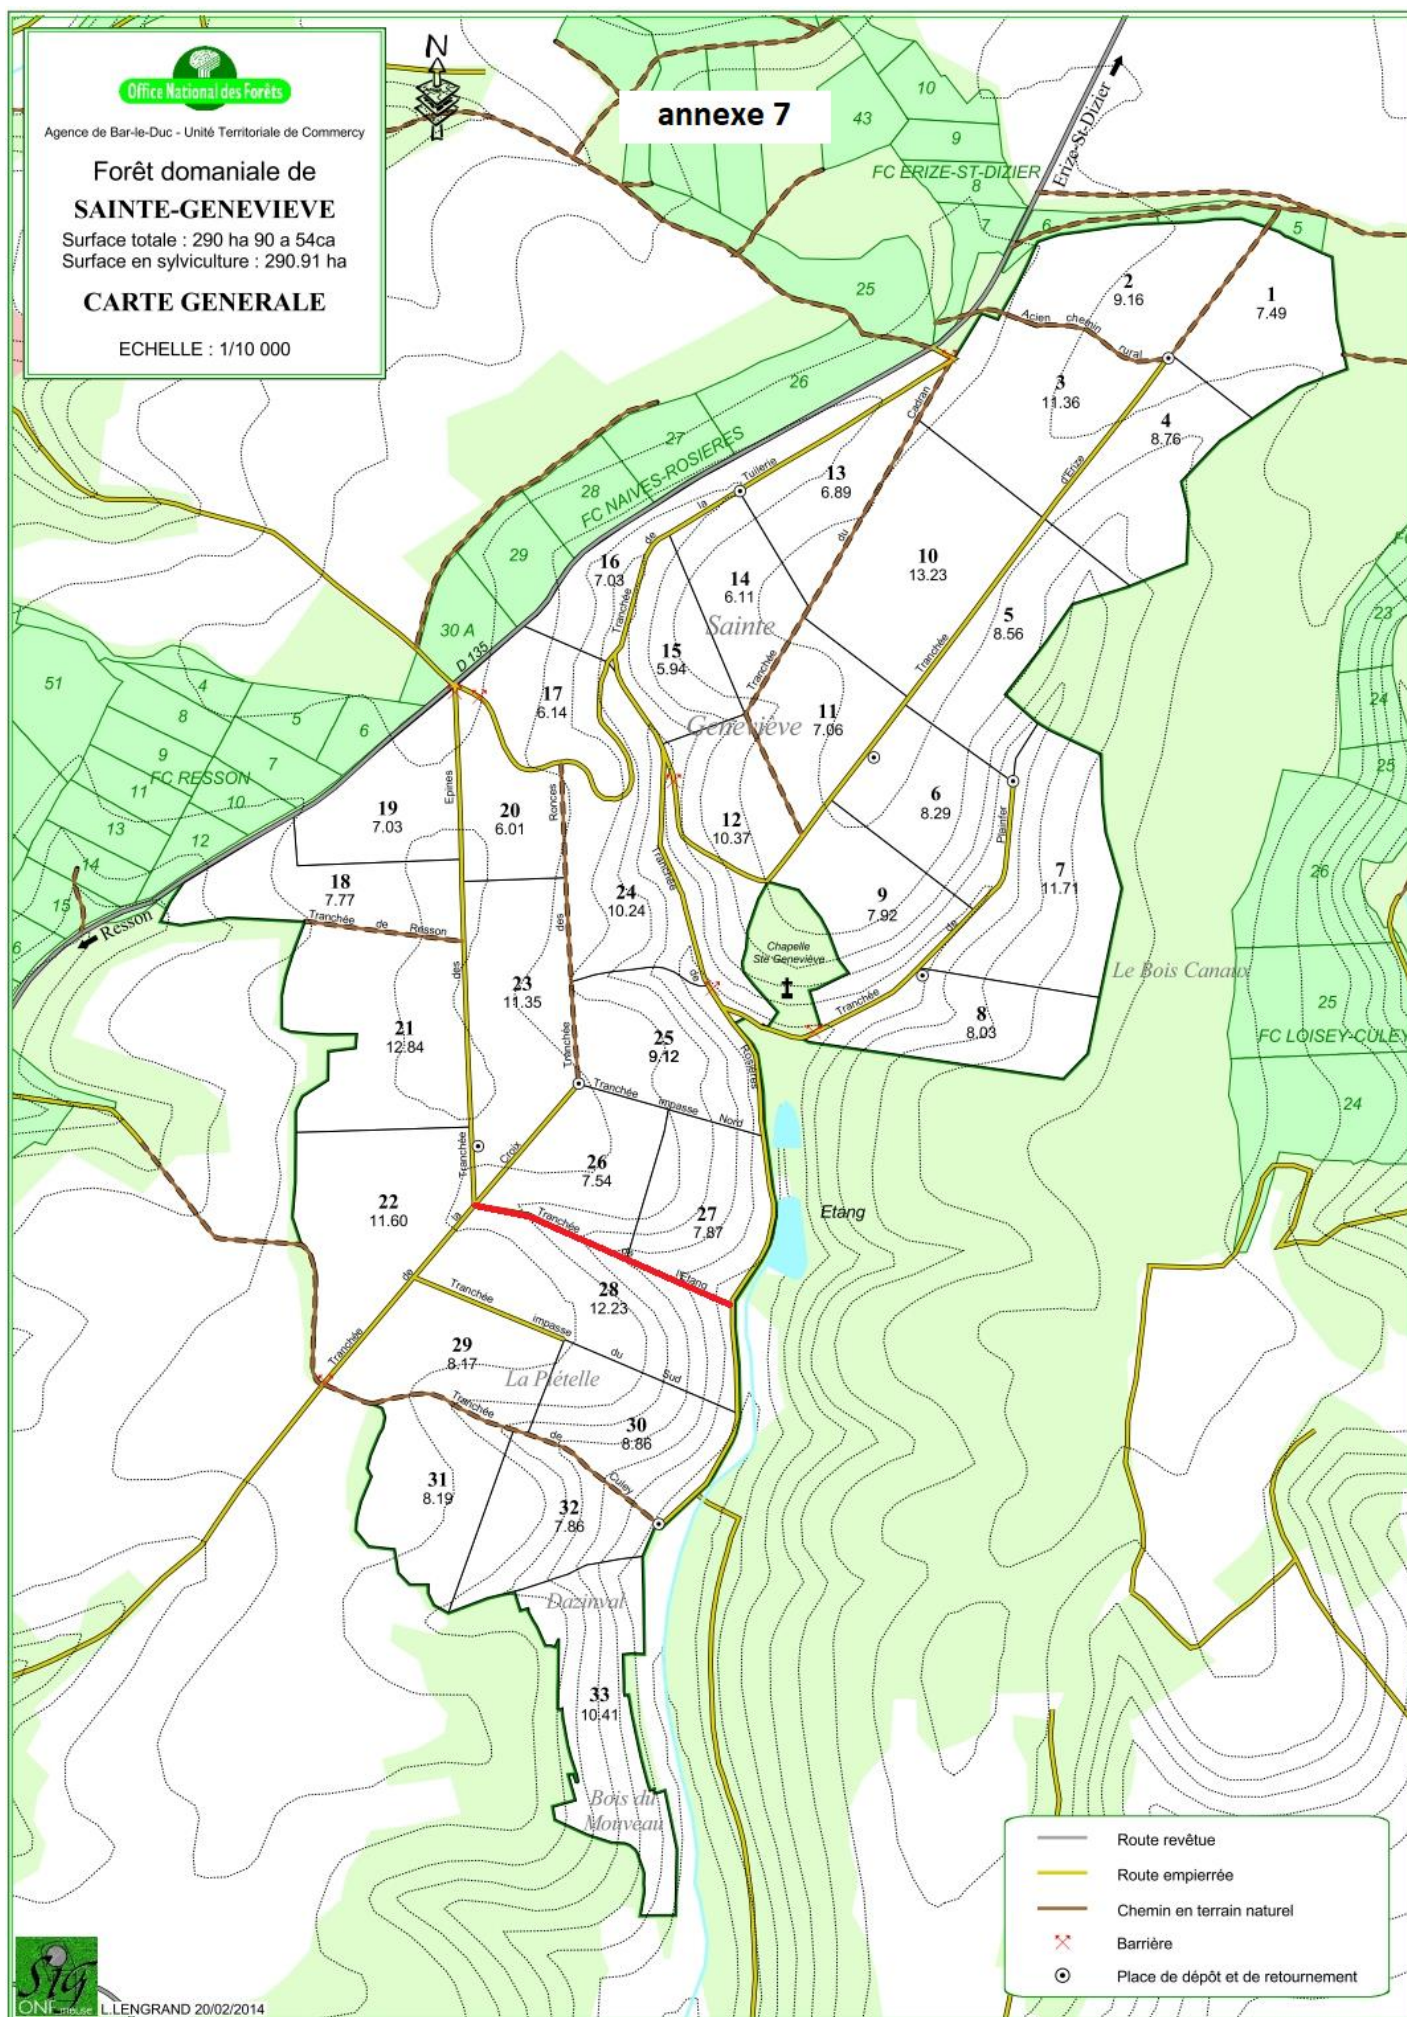 Office National des Forêts
Agence de Bar-le-Duc - Unité Territoriale de Commercy
Forêt domaniale de
SAINTE-GENEVIEVE
Surface totale : 290 ha 90 a 54ca
Surface en sylviculture : 290.91 ha
CARTE GENERALE
ECHELLE : 1/10 000
N
annexe 7
43
10
9
FC ERIZE-ST-DIZIER
8
7
6
5
Erize-St-Dizier
25
26
27
28
29
30 A
FC NAIVES-ROSIERES
D 135
1
7.49
2
9.16
Acien chemin rural
3
11.36
4
8.76
13
6.89
Tranchée de la Tuilerie
Tranchée du Cadran
Tranchée d'Erize
10
13.23
16
7.03
14
6.11
Sainte
15
5.94
5
8.56
17
6.14
Geneviève
11
7.06
51
4
8
5
6
9
7
FC RESSON
11
10
13
12
14
15
6
Resson
19
7.03
20
6.01
12
10.37
6
8.29
7
11.71
18
7.77
Tranchée de Résson
24
10.24
9
7.92
Tranchée de Plainfer
Tranchée des Epines
Tranchée des Ronces
Tranchée de Rosières
Chapelle
Ste Geneviève
Le Bois Canaux
23
11.35
21
12.84
25
9.12
8
8.03
23
24
25
26
25
FC LOISEY-CULEY
24
Tranchée impasse Nord
26
7.54
22
11.60
27
7.87
Etang
Tranchée de la Croix
Tranchée de l'Etang
28
12.23
Tranchée impasse du Sud
29
8.17
La Piételle
Tranchée de Culey
30
8.86
31
8.19
32
7.86
Dazinval
33
10.41
Bois du
Mouveau
Route revêtue
Route empierrée
Chemin en terrain naturel
Barrière
Place de dépôt et de retournement
SIG
ONF meuse
L.LENGRAND 20/02/2014